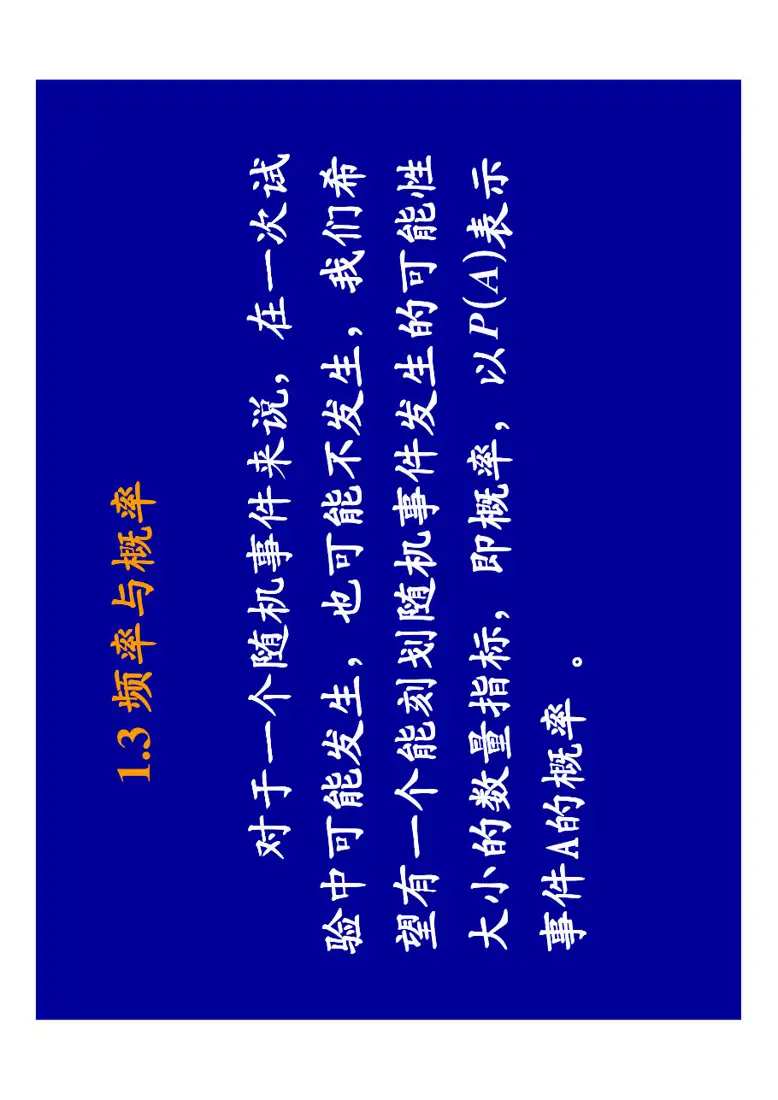 1.3 频率与概率
对于一个随机事件来说，在一次试
验中可能发生，也可能不发生，我们希
望有一个能刻划随机事件发生的可能性
大小的数量指标，即概率，以P(A)表示
事件A的概率 。